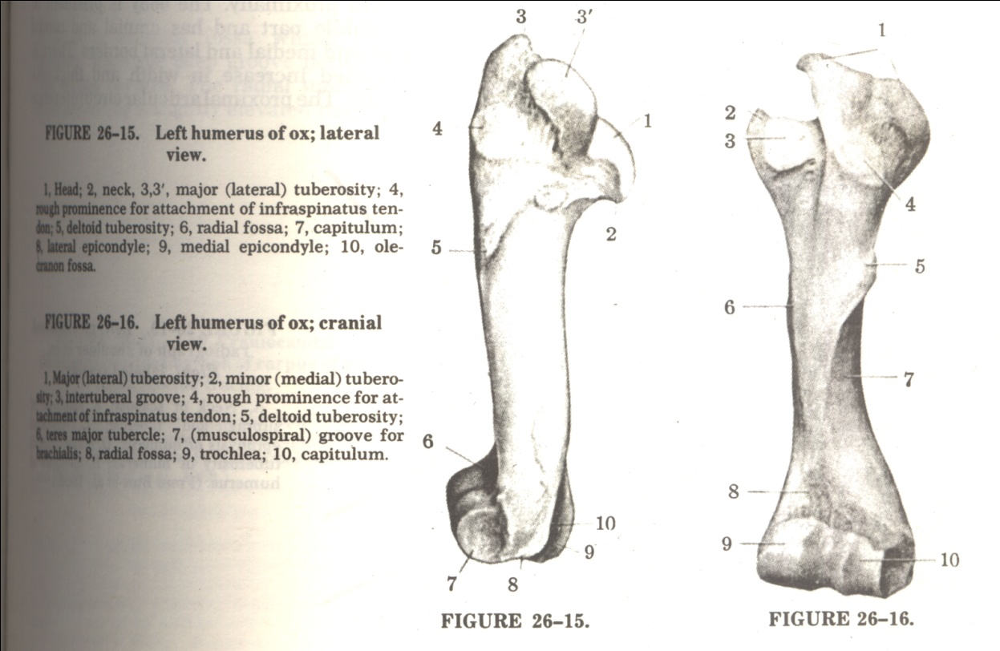 FIGURE 26–15. Left humerus of ox; lateral
view.
1, Head; 2, neck, 3,3′, major (lateral) tuberosity; 4,
rough prominence for attachment of infraspinatus ten-
don; 5, deltoid tuberosity; 6, radial fossa; 7, capitulum;
8, lateral epicondyle; 9, medial epicondyle; 10, ole-
cranon fossa.
FIGURE 26–16. Left humerus of ox; cranial
view.
1, Major (lateral) tuberosity; 2, minor (medial) tubero-
sity; 3, intertuberal groove; 4, rough prominence for at-
tachment of infraspinatus tendon; 5, deltoid tuberosity;
6, teres major tubercle; 7, (musculospiral) groove for
brachialis; 8, radial fossa; 9, trochlea; 10, capitulum.
3 3′
4
1
5
2
6
10
9
7 8
FIGURE 26–15.
1
2
3
4
5
6
7
8
9
10
FIGURE 26–16.